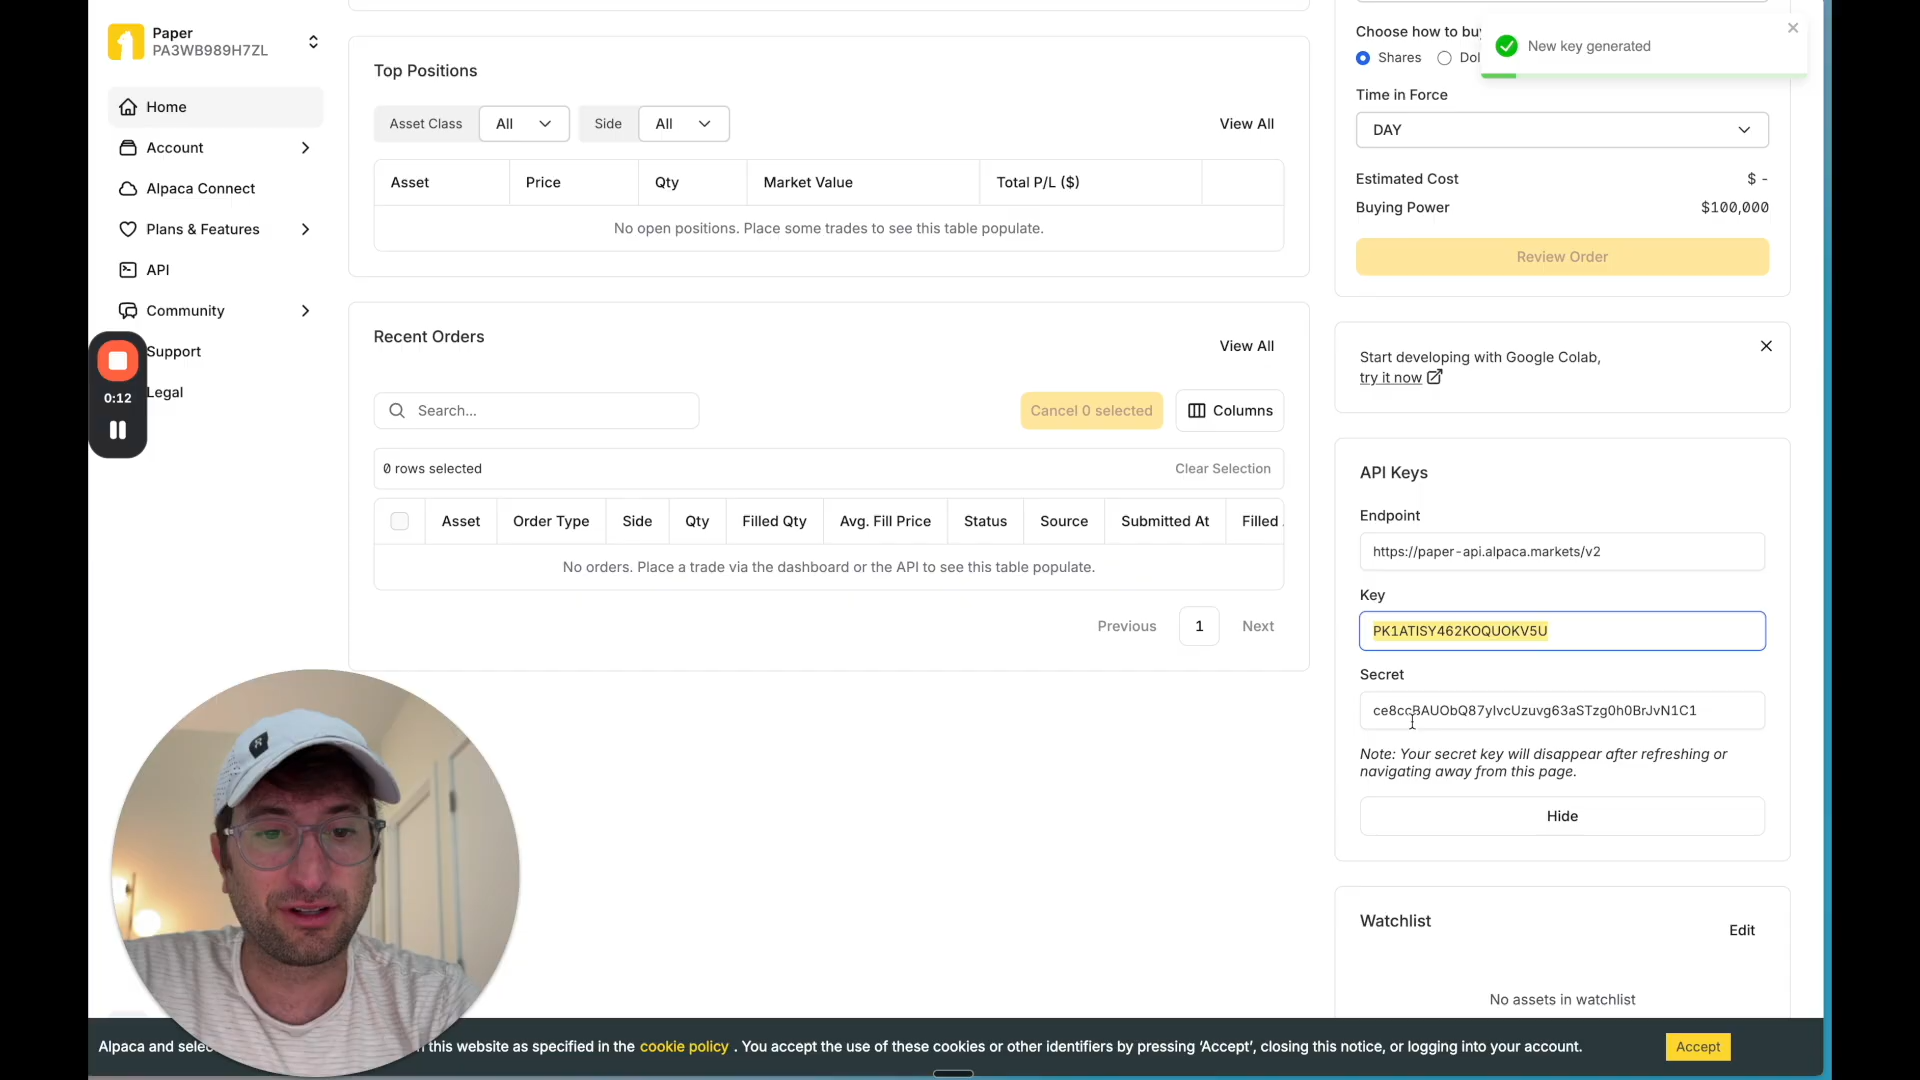 Paper
PA3WB989H7ZL
Home
Account
Alpaca Connect
Plans & Features
API
Community
Support
Legal
0:12
Top Positions
Asset Class All Side All View All
Asset Price Qty Market Value Total P/L ($)
No open positions. Place some trades to see this table populate.
Recent Orders
View All
Search...
Cancel 0 selected
Columns
0 rows selected
Clear Selection
Asset Order Type Side Qty Filled Qty Avg. Fill Price Status Source Submitted At Filled
No orders. Place a trade via the dashboard or the API to see this table populate.
Previous 1 Next
Choose how to buy
New key generated
Shares
Time in Force
DAY
Estimated Cost $ -
Buying Power $100,000
Review Order
Start developing with Google Colab,
try it now
API Keys
Endpoint
https://paper-api.alpaca.markets/v2
Key
PK1ATISY462KOQUOKV5U
Secret
ce8ccBAUObQ87yIvcUzuvg63aSTzg0h0BrJvN1C1
Note: Your secret key will disappear after refreshing or
navigating away from this page.
Hide
Watchlist
Edit
No assets in watchlist
Alpaca and selec this website as specified in the cookie policy . You accept the use of these cookies or other identifiers by pressing ‘Accept’, closing this notice, or logging into your account.
Accept